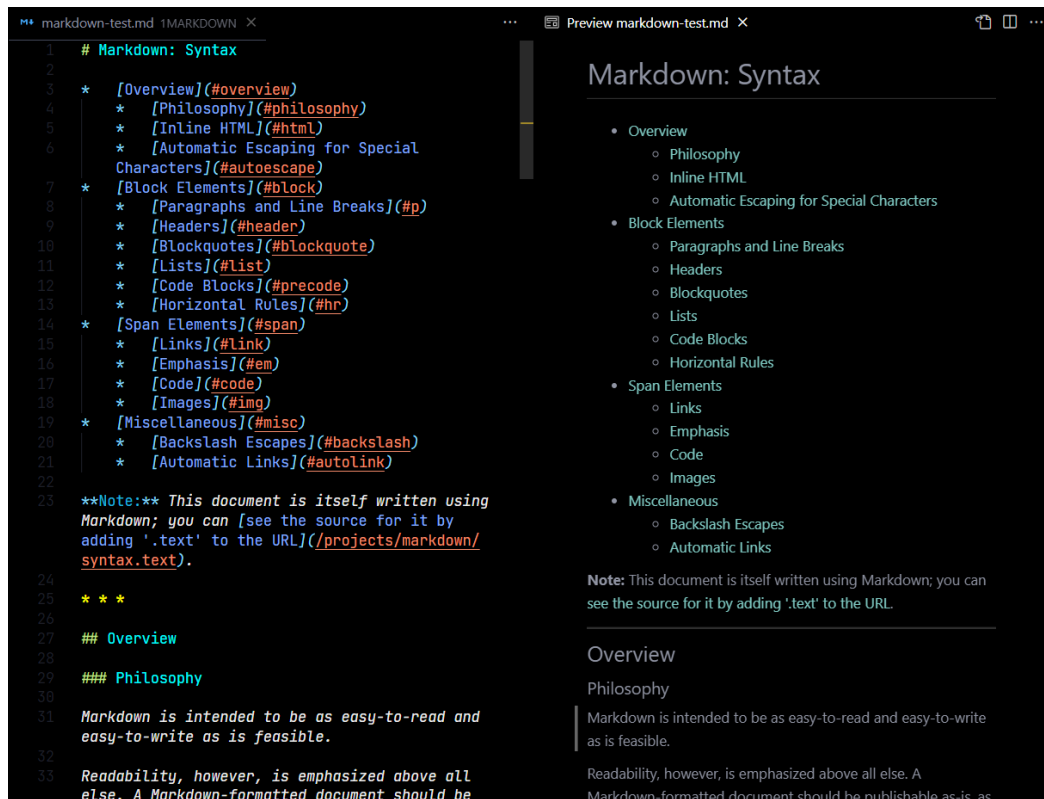 markdown-test.md 1MARKDOWN
1 # Markdown: Syntax
2
3 * [Overview](#overview)
4 * [Philosophy](#philosophy)
5 * [Inline HTML](#html)
6 * [Automatic Escaping for Special
Characters](#autoescape)
7 * [Block Elements](#block)
8 * [Paragraphs and Line Breaks](#p)
9 * [Headers](#header)
10 * [Blockquotes](#blockquote)
11 * [Lists](#list)
12 * [Code Blocks](#precode)
13 * [Horizontal Rules](#hr)
14 * [Span Elements](#span)
15 * [Links](#link)
16 * [Emphasis](#em)
17 * [Code](#code)
18 * [Images](#img)
19 * [Miscellaneous](#misc)
20 * [Backslash Escapes](#backslash)
21 * [Automatic Links](#autolink)
22
23 **Note:** This document is itself written using
Markdown; you can [see the source for it by
adding '.text' to the URL](/projects/markdown/
syntax.text).
24
25 * * *
26
27 ## Overview
28
29 ### Philosophy
30
31 Markdown is intended to be as easy-to-read and
easy-to-write as is feasible.
32
33 Readability, however, is emphasized above all
else. A Markdown-formatted document should be
Preview markdown-test.md
Markdown: Syntax
• Overview
◦ Philosophy
◦ Inline HTML
◦ Automatic Escaping for Special Characters
• Block Elements
◦ Paragraphs and Line Breaks
◦ Headers
◦ Blockquotes
◦ Lists
◦ Code Blocks
◦ Horizontal Rules
• Span Elements
◦ Links
◦ Emphasis
◦ Code
◦ Images
• Miscellaneous
◦ Backslash Escapes
◦ Automatic Links
Note: This document is itself written using Markdown; you can
see the source for it by adding '.text' to the URL.
Overview
Philosophy
Markdown is intended to be as easy-to-read and easy-to-write
as is feasible.
Readability, however, is emphasized above all else. A
Markdown-formatted document should be publishable as-is, as